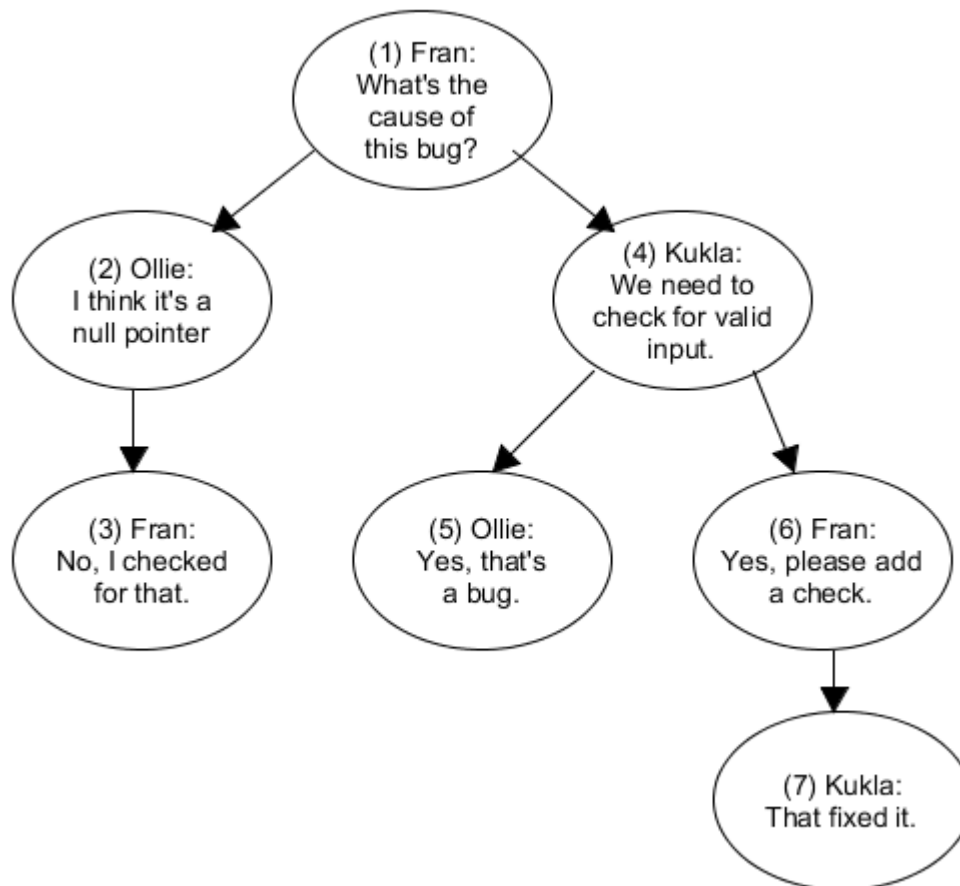 (1) Fran:
What's the
cause of
this bug?
(2) Ollie:
I think it's a
null pointer
(4) Kukla:
We need to
check for valid
input.
(3) Fran:
No, I checked
for that.
(5) Ollie:
Yes, that's
a bug.
(6) Fran:
Yes, please add
a check.
(7) Kukla:
That fixed it.